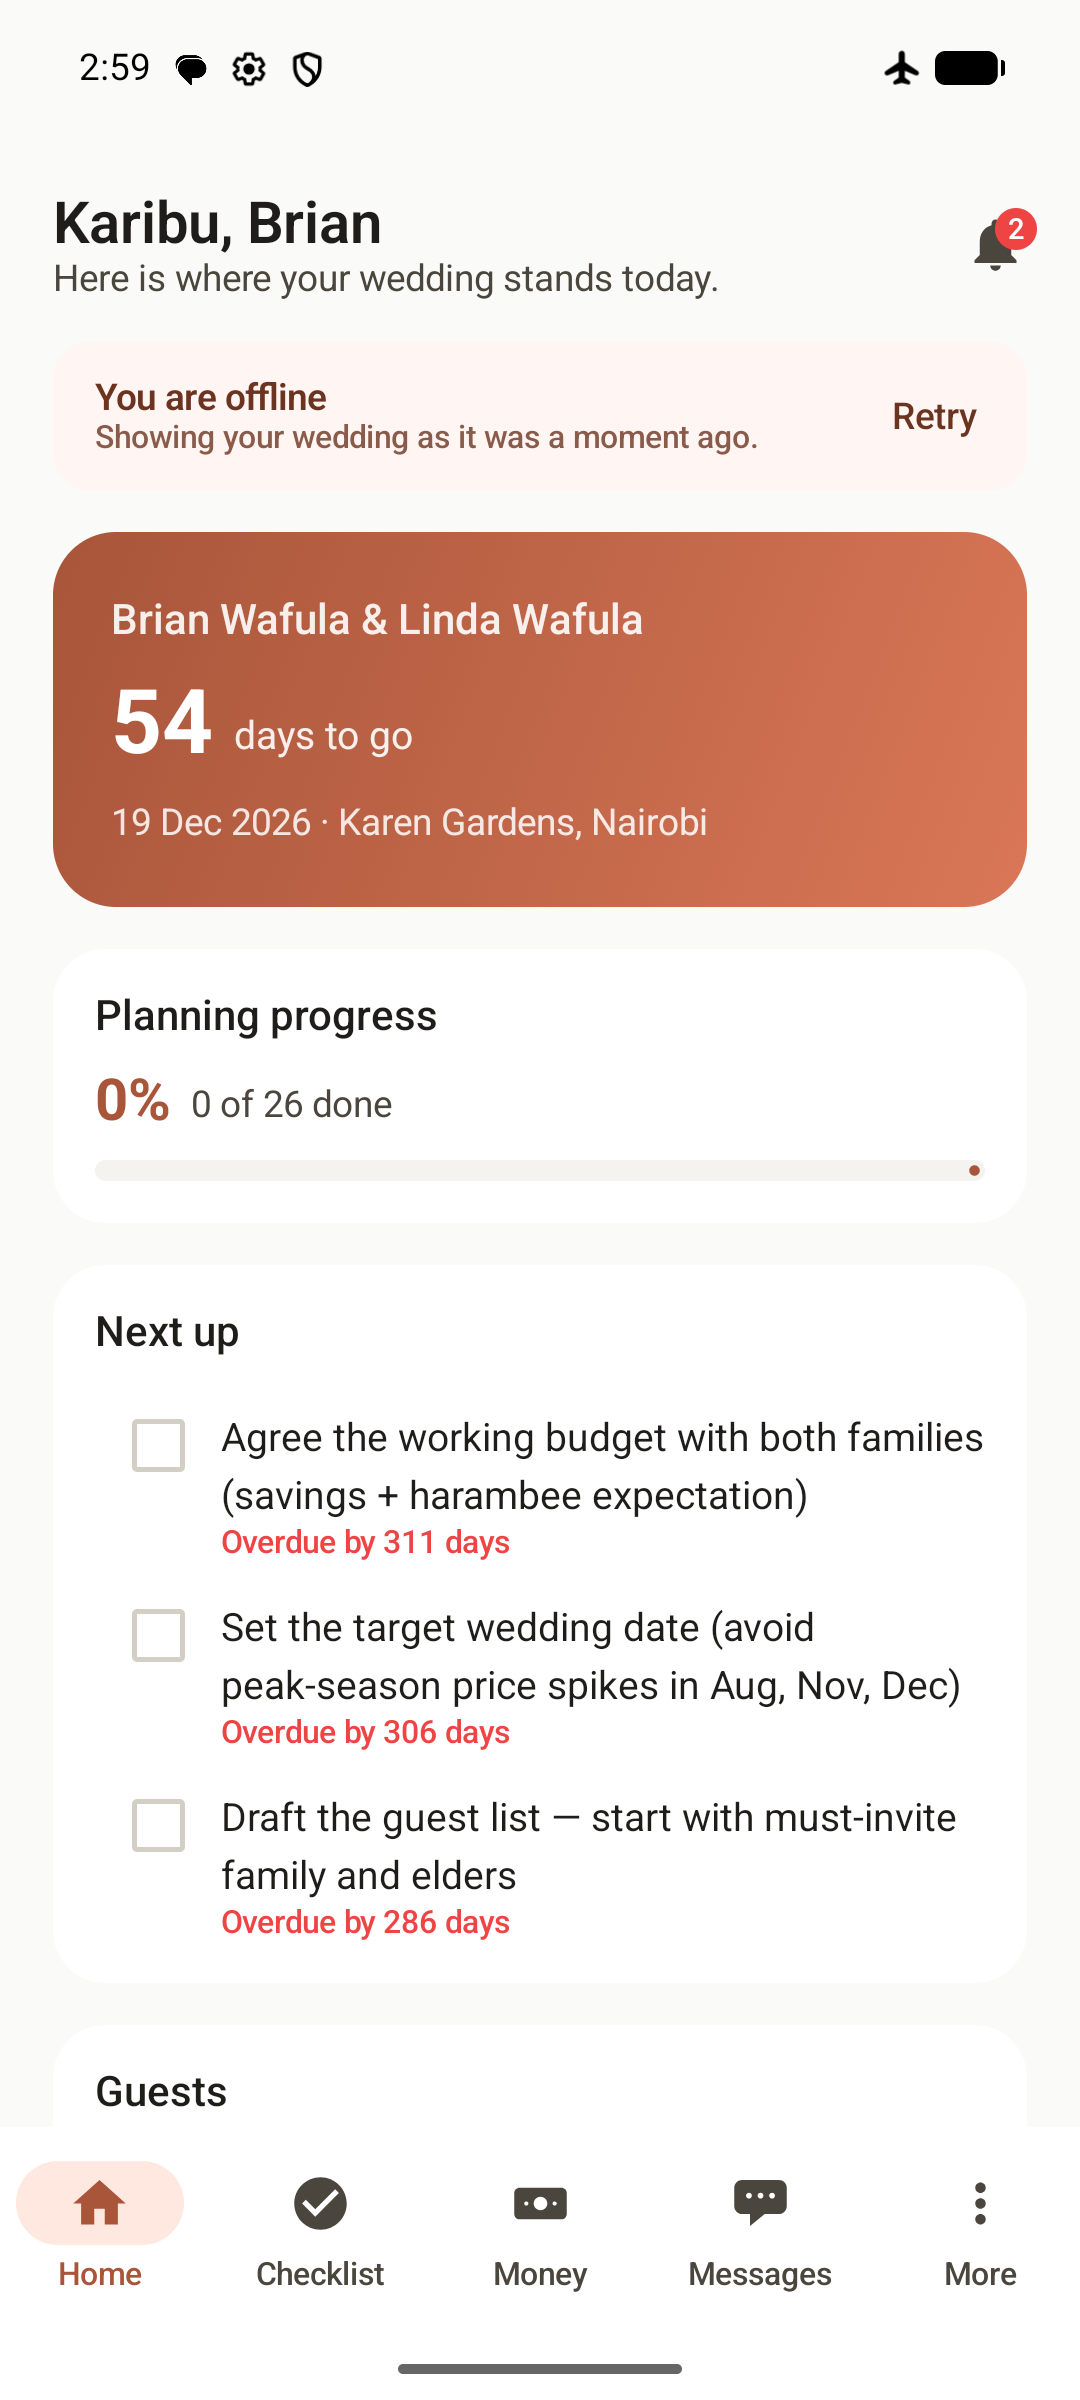 2:59
Karibu, Brian
2
Here is where your wedding stands today.
You are offline
Showing your wedding as it was a moment ago.
Retry
Brian Wafula & Linda Wafula
54 days to go
19 Dec 2026 · Karen Gardens, Nairobi
Planning progress
0% 0 of 26 done
Next up
Agree the working budget with both families
(savings + harambee expectation)
Overdue by 311 days
Set the target wedding date (avoid
peak-season price spikes in Aug, Nov, Dec)
Overdue by 306 days
Draft the guest list — start with must-invite
family and elders
Overdue by 286 days
Guests
Home
Checklist
Money
Messages
More